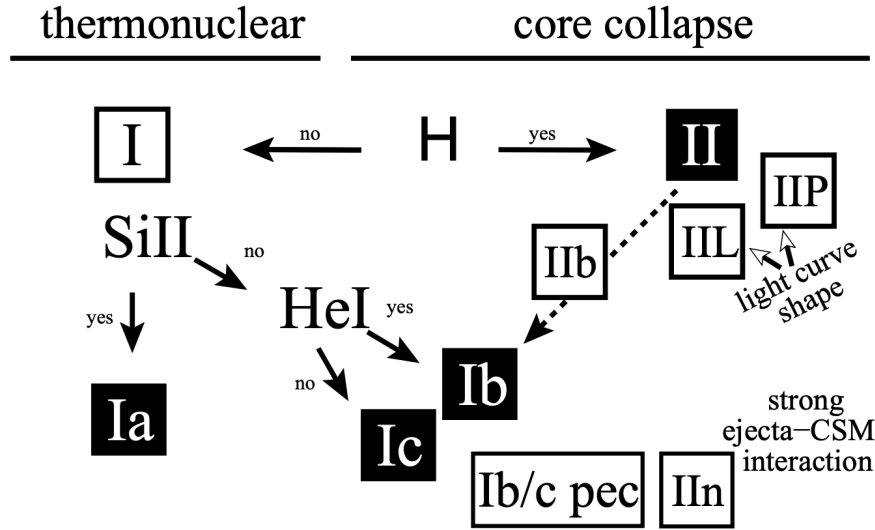 thermonuclear
core collapse
I
no
H
yes
II
IIP
SiII
no
IIb
IIL
light curve
shape
yes
HeI
yes
no
Ia
Ib
Ic
strong
ejecta−CSM
interaction
Ib/c pec
IIn